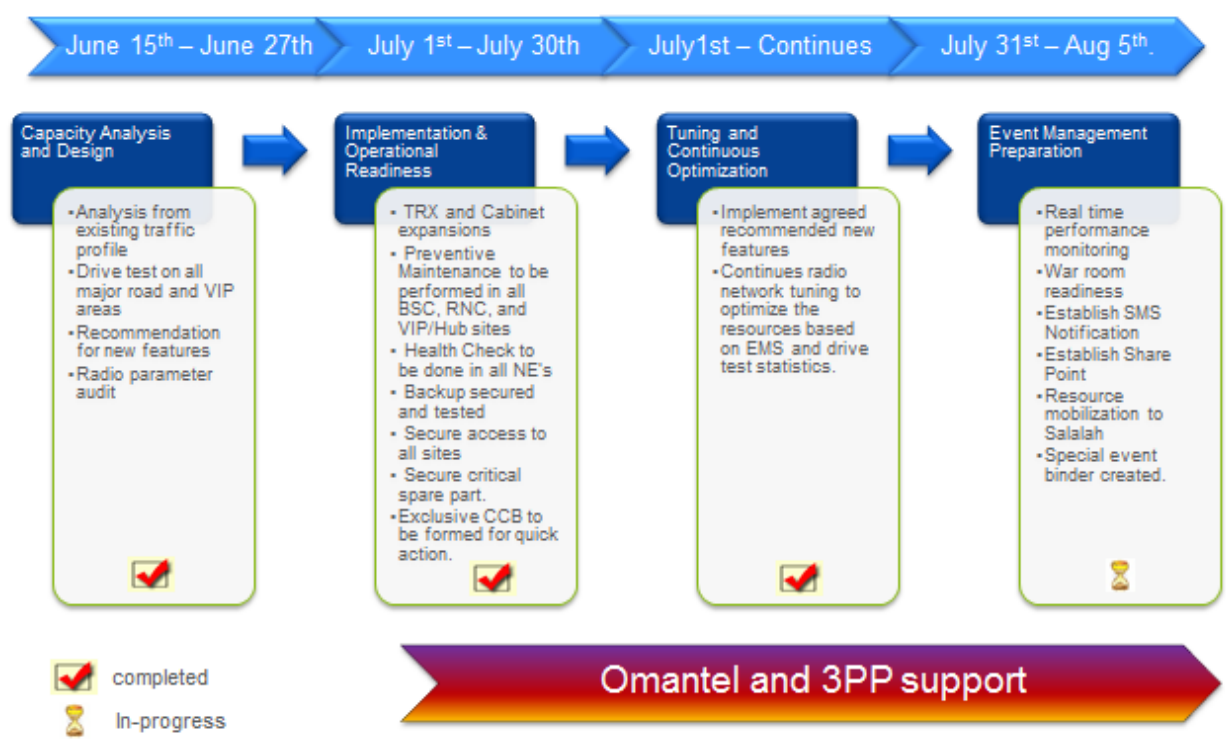 June 15th – June 27th
July 1st – July 30th
July1st – Continues
July 31st – Aug 5th.
Capacity Analysis
and Design
▪Analysis from
existing traffic
profile
▪Drive test on all
major road and VIP
areas
▪Recommendation
for new features
▪Radio parameter
audit
Implementation &
Operational
Readiness
▪ TRX and Cabinet
expansions
▪ Preventive
Maintenance to be
performed in all
BSC, RNC, and
VIP/Hub sites
▪ Health Check to
be done in all NE's
▪ Backup secured
and tested
▪ Secure access to
all sites
▪ Secure critical
spare part.
▪Exclusive CCB to
be formed for quick
action.
Tuning and
Continuous
Optimization
▪Implement agreed
recommended new
features
▪Continues radio
network tuning to
optimize the
resources based
on EMS and drive
test statistics.
Event Management
Preparation
▪Real time
performance
monitoring
▪War room
readiness
▪Establish SMS
Notification
▪Establish Share
Point
▪Resource
mobilization to
Salalah
▪Special event
binder created.
completed
In-progress
Omantel and 3PP support